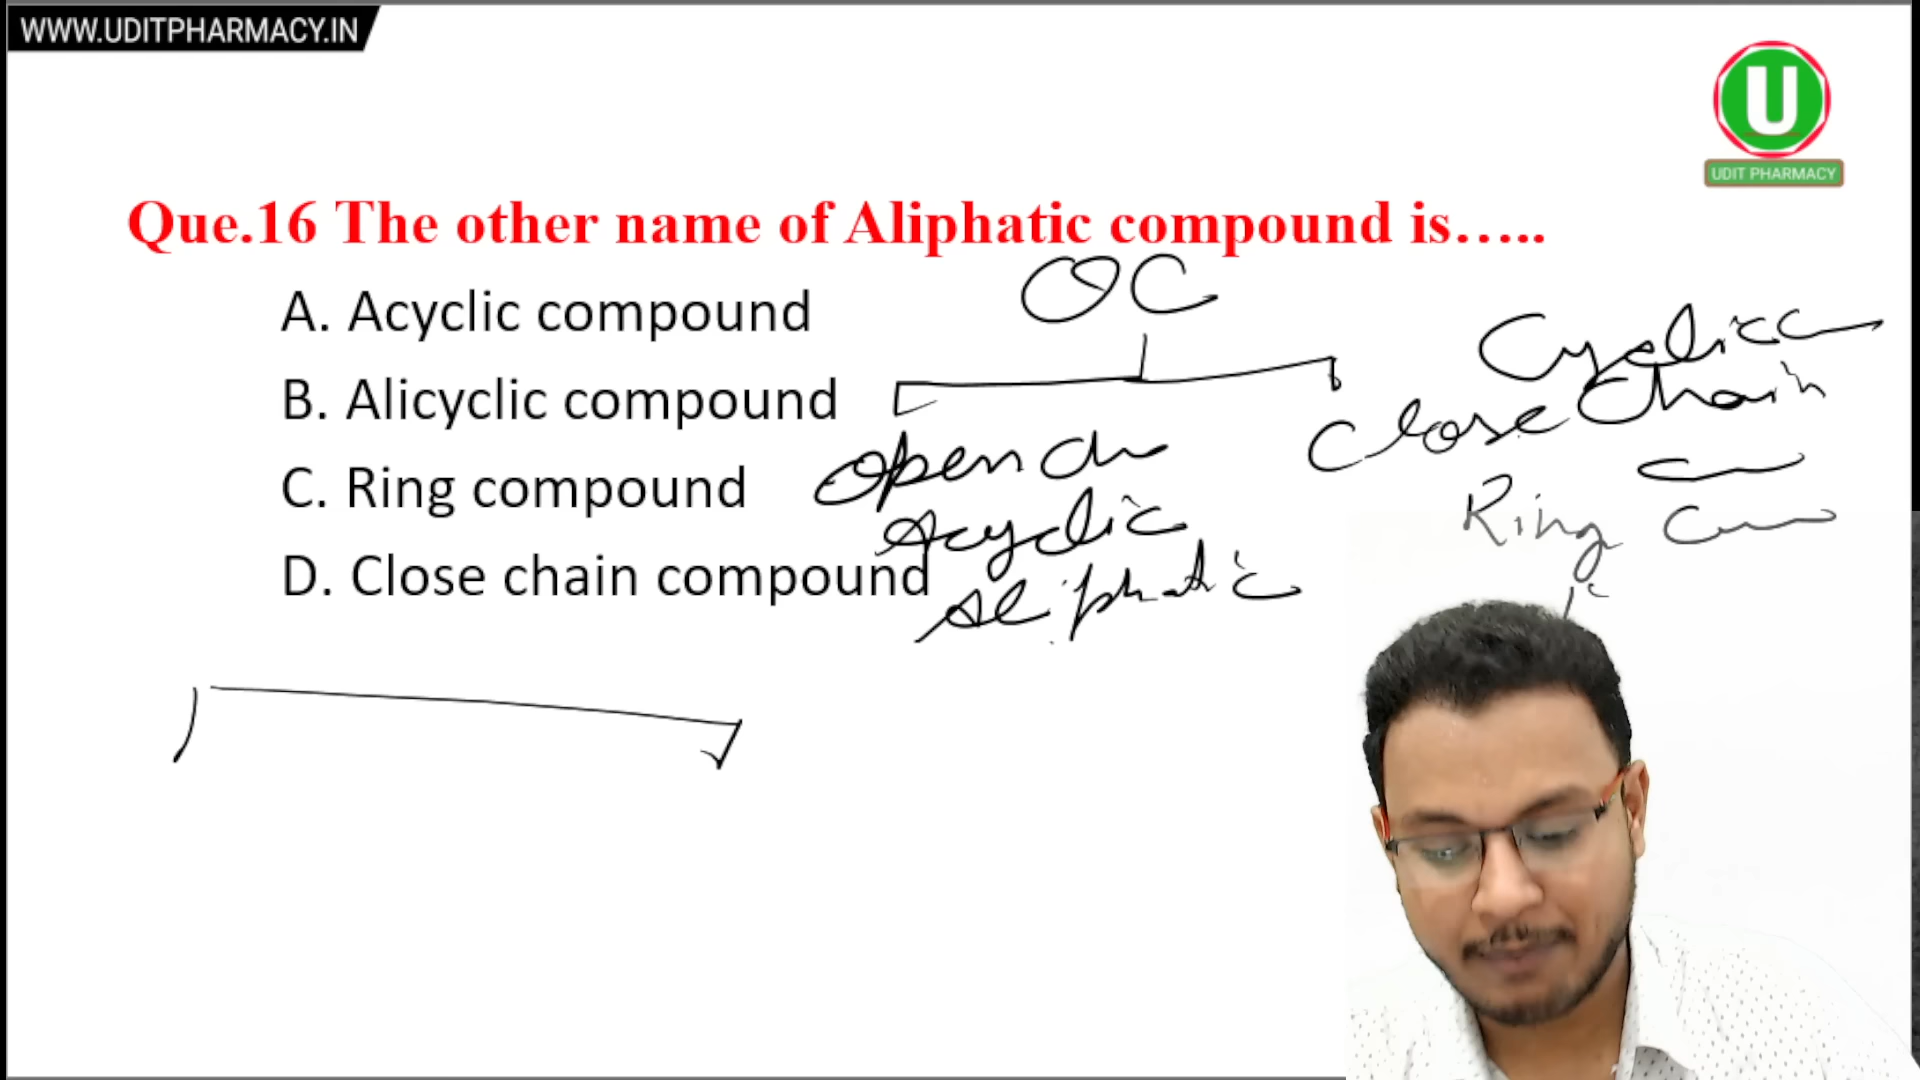 WWW.UDITPHARMACY.IN
U
UDIT PHARMACY
Que.16 The other name of Aliphatic compound is…..
A. Acyclic compound
B. Alicyclic compound
C. Ring compound
D. Close chain compound
OC
Open
Acyclic
Aliphatic
Cyclic
Close Chain
Ring